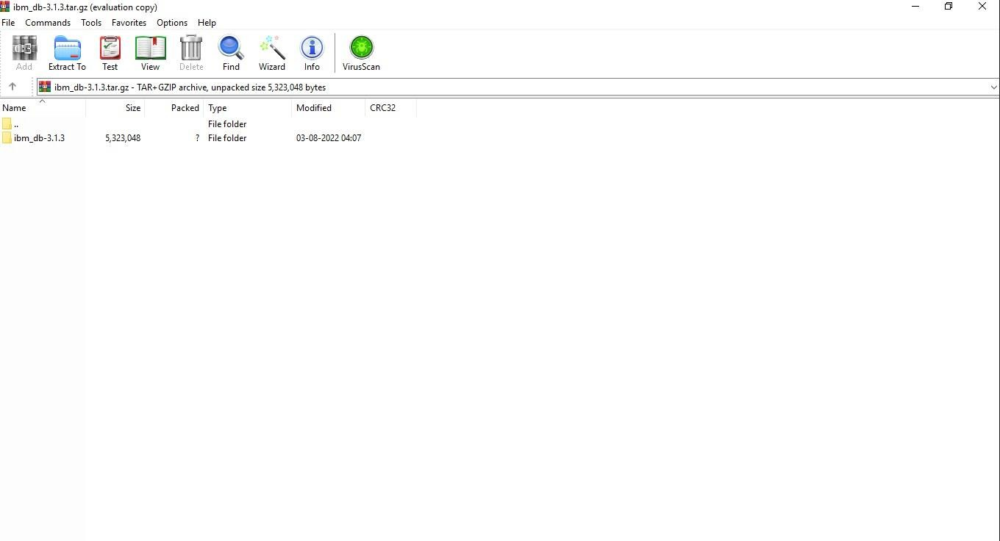 ibm_db-3.1.3.tar.gz (evaluation copy)
File Commands Tools Favorites Options Help
Add Extract To Test View Delete Find Wizard Info VirusScan
ibm_db-3.1.3.tar.gz - TAR+GZIP archive, unpacked size 5,323,048 bytes
Name Size Packed Type Modified CRC32
.. File folder
ibm_db-3.1.3 5,323,048 ? File folder 03-08-2022 04:07